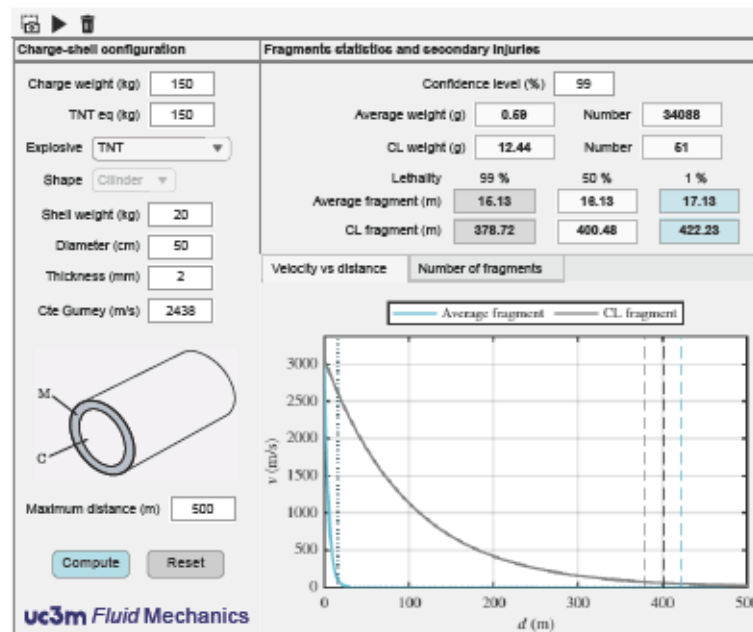 Charge-shell configuration
Charge weight (kg) 150
TNT eq (kg) 150
Explosive TNT
Shape Cilinder
Shell weight (kg) 20
Diameter (cm) 50
Thickness (mm) 2
Cte Gurney (m/s) 2438
M
C
Maximum distance (m) 500
Compute Reset
uc3m Fluid Mechanics
Fragments statistics and secondary injuries
Confidence level (%) 99
Average weight (g) 0.59 Number 34088
CL weight (g) 12.44 Number 51
Lethality 99 % 50 % 1 %
Average fragment (m) 15.13 16.13 17.13
CL fragment (m) 378.72 400.48 422.23
Velocity vs distance Number of fragments
Average fragment CL fragment
v (m/s)
3000
2500
2000
1500
1000
500
0
0 100 200 300 400 500
d (m)